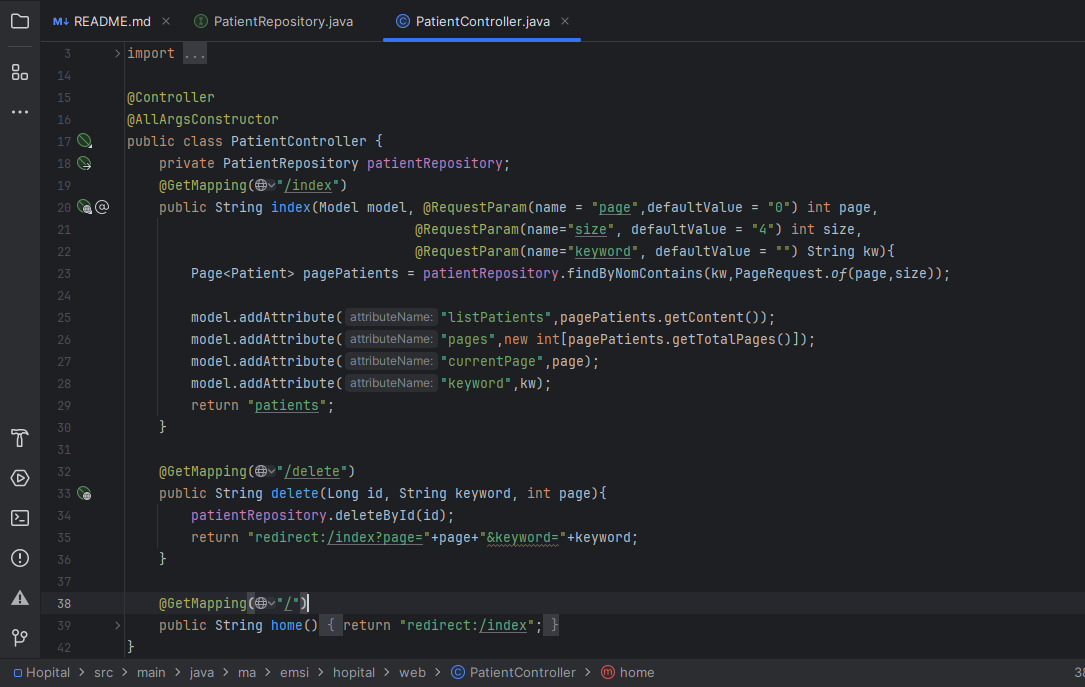 M↓ README.md ×
PatientRepository.java
PatientController.java ×
3 import ...
14
15 @Controller
16 @AllArgsConstructor
17 public class PatientController {
18 private PatientRepository patientRepository;
19 @GetMapping("/index")
20 public String index(Model model, @RequestParam(name = "page",defaultValue = "0") int page,
21 @RequestParam(name="size", defaultValue = "4") int size,
22 @RequestParam(name="keyword", defaultValue = "") String kw){
23 Page<Patient> pagePatients = patientRepository.findByNomContains(kw,PageRequest.of(page,size));
24
25 model.addAttribute( attributeName: "listPatients",pagePatients.getContent());
26 model.addAttribute( attributeName: "pages",new int[pagePatients.getTotalPages()]);
27 model.addAttribute( attributeName: "currentPage",page);
28 model.addAttribute( attributeName: "keyword",kw);
29 return "patients";
30 }
31
32 @GetMapping("/delete")
33 public String delete(Long id, String keyword, int page){
34 patientRepository.deleteById(id);
35 return "redirect:/index?page="+page+"&keyword="+keyword;
36 }
37
38 @GetMapping("/")
39 public String home() { return "redirect:/index"; }
42 }
Hopital > src > main > java > ma > emsi > hopital > web > PatientController > home